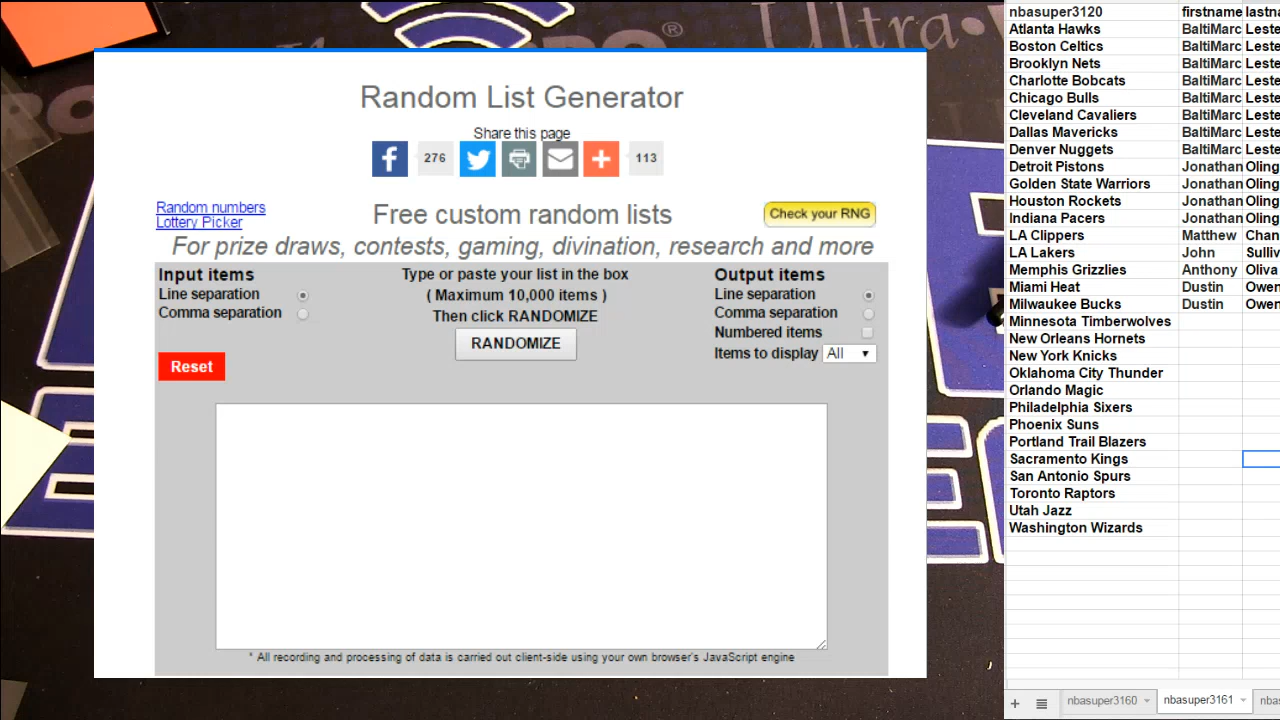 Ultra
®
Random List Generator
Share this page
276
113
Random numbers
Lottery Picker
Free custom random lists
Check your RNG
For prize draws, contests, gaming, divination, research and more
Input items
Line separation
Comma separation
Reset
Type or paste your list in the box
( Maximum 10,000 items )
Then click RANDOMIZE
RANDOMIZE
Output items
Line separation
Comma separation
Numbered items
Items to display All
* All recording and processing of data is carried out client-side using your own browser's JavaScript engine
nbasuper3120 firstname lastna
Atlanta Hawks BaltiMarc Leste
Boston Celtics BaltiMarc Leste
Brooklyn Nets BaltiMarc Leste
Charlotte Bobcats BaltiMarc Leste
Chicago Bulls BaltiMarc Leste
Cleveland Cavaliers BaltiMarc Leste
Dallas Mavericks BaltiMarc Leste
Denver Nuggets BaltiMarc Leste
Detroit Pistons Jonathan Oling
Golden State Warriors Jonathan Oling
Houston Rockets Jonathan Oling
Indiana Pacers Jonathan Oling
LA Clippers Matthew Chan
LA Lakers John Sulliv
Memphis Grizzlies Anthony Oliva
Miami Heat Dustin Owen
Milwaukee Bucks Dustin Owen
Minnesota Timberwolves
New Orleans Hornets
New York Knicks
Oklahoma City Thunder
Orlando Magic
Philadelphia Sixers
Phoenix Suns
Portland Trail Blazers
Sacramento Kings
San Antonio Spurs
Toronto Raptors
Utah Jazz
Washington Wizards
nbasuper3160 nbasuper3161 nbas